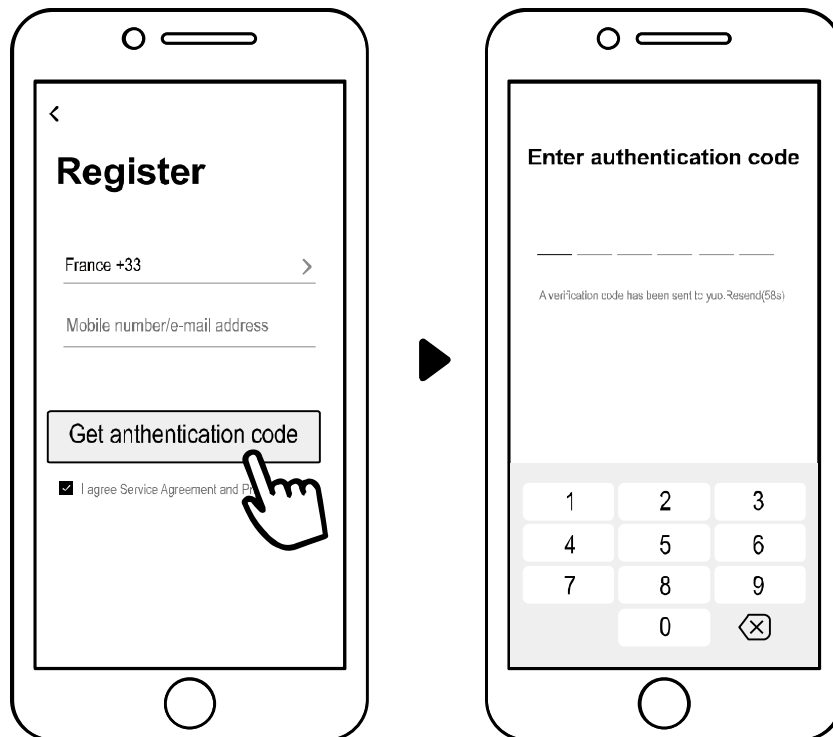 Register
France +33
Mobile number/e-mail address
Get anthentication code
I agree Service Agreement and
Enter authentication code
A verification code has been sent to yuo.Resend(58s)
1 2 3
4 5 6
7 8 9
0